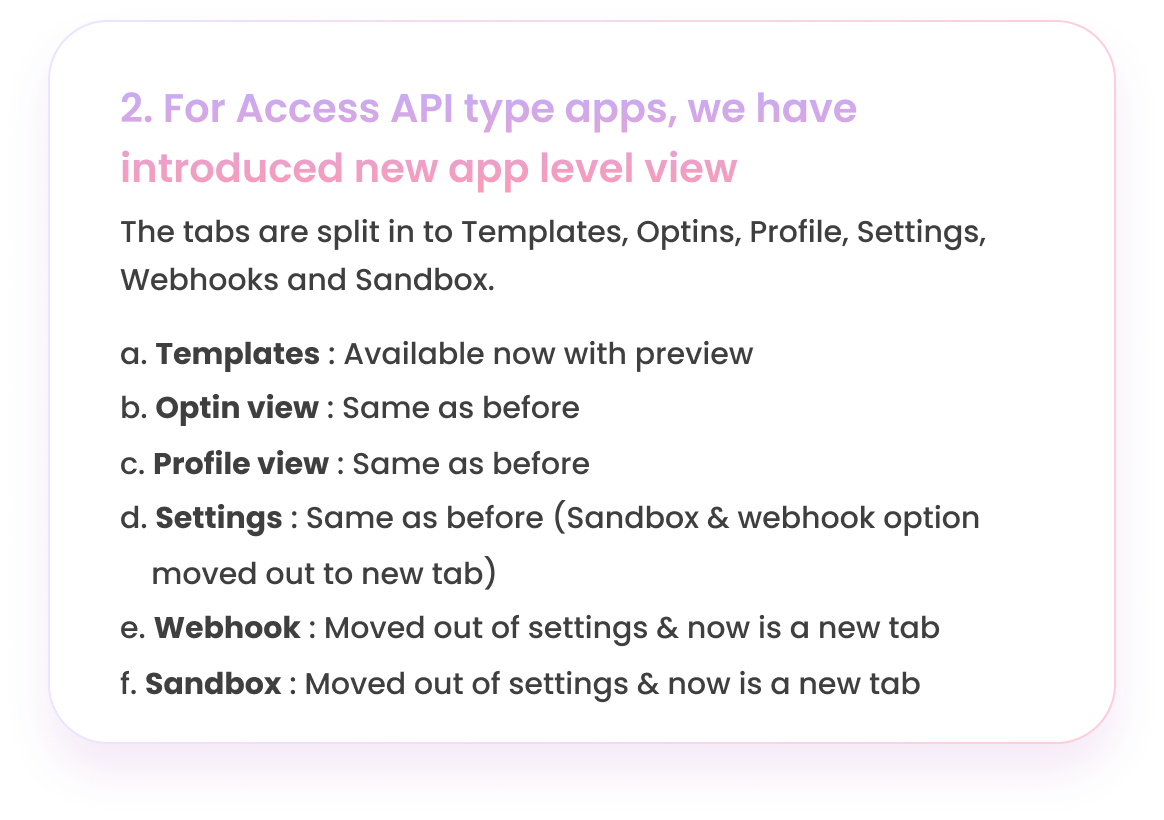 2. For Access API type apps, we have
introduced new app level view
The tabs are split in to Templates, Optins, Profile, Settings,
Webhooks and Sandbox.
a. Templates : Available now with preview
b. Optin view : Same as before
c. Profile view : Same as before
d. Settings : Same as before (Sandbox & webhook option
moved out to new tab)
e. Webhook : Moved out of settings & now is a new tab
f. Sandbox : Moved out of settings & now is a new tab